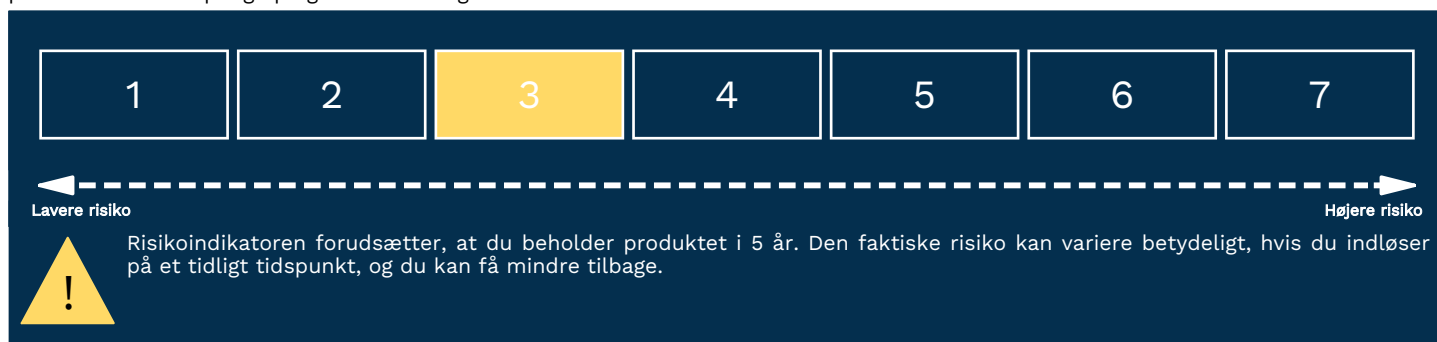 1 2 3 4 5 6 7
Lavere risiko Højere risiko
Risikoindikatoren forudsætter, at du beholder produktet i 5 år. Den faktiske risiko kan variere betydeligt, hvis du indløser
på et tidligt tidspunkt, og du kan få mindre tilbage.
!